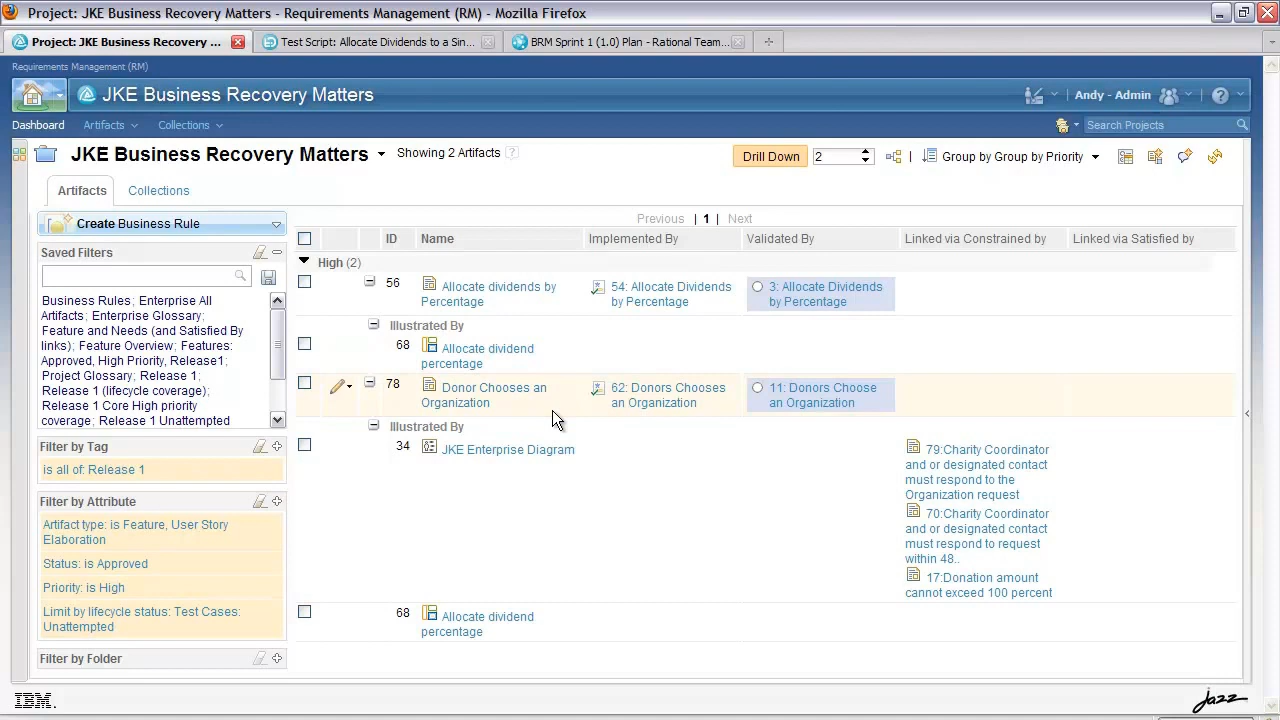 Project: JKE Business Recovery Matters - Requirements Management (RM) - Mozilla Firefox
Project: JKE Business Recovery ...
Test Script: Allocate Dividends to a Sin...
BRM Sprint 1 (1.0) Plan - Rational Team...
Requirements Management (RM)
JKE Business Recovery Matters
Andy - Admin
Dashboard
Artifacts
Collections
Search Projects
JKE Business Recovery Matters
Showing 2 Artifacts
Drill Down
2
Group by Group by Priority
Artifacts
Collections
Previous | 1 | Next
Create Business Rule
ID
Name
Implemented By
Validated By
Linked via Constrained by
Linked via Satisfied by
Saved Filters
Business Rules; Enterprise All
Artifacts; Enterprise Glossary;
Feature and Needs (and Satisfied By
links); Feature Overview; Features:
Approved, High Priority, Release1;
Project Glossary; Release 1;
Release 1 (lifecycle coverage);
Release 1 Core High priority
coverage; Release 1 Unattempted
Filter by Tag
is all of: Release 1
Filter by Attribute
Artifact type: is Feature, User Story
Elaboration
Status: is Approved
Priority: is High
Limit by lifecycle status: Test Cases:
Unattempted
Filter by Folder
High (2)
56
Allocate dividends by
Percentage
54: Allocate Dividends
by Percentage
3: Allocate Dividends
by Percentage
Illustrated By
68
Allocate dividend
percentage
78
Donor Chooses an
Organization
62: Donors Chooses
an Organization
11: Donors Choose
an Organization
Illustrated By
34
JKE Enterprise Diagram
79:Charity Coordinator
and or designated contact
must respond to the
Organization request
70:Charity Coordinator
and or designated contact
must respond to request
within 48..
17:Donation amount
cannot exceed 100 percent
68
Allocate dividend
percentage
IBM.
jazz